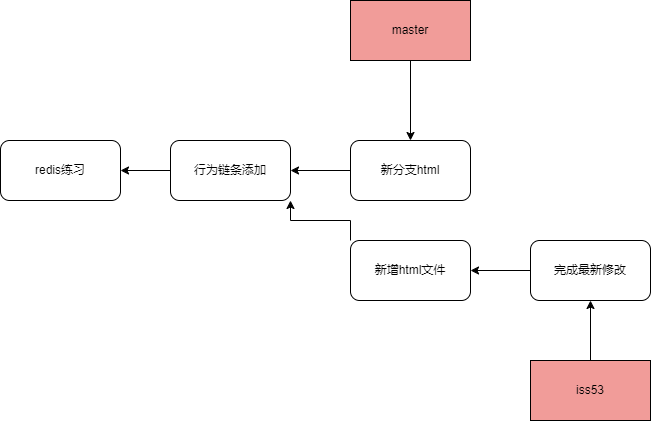 master
redis练习
行为链条添加
新分支html
新增html文件
完成最新修改
iss53